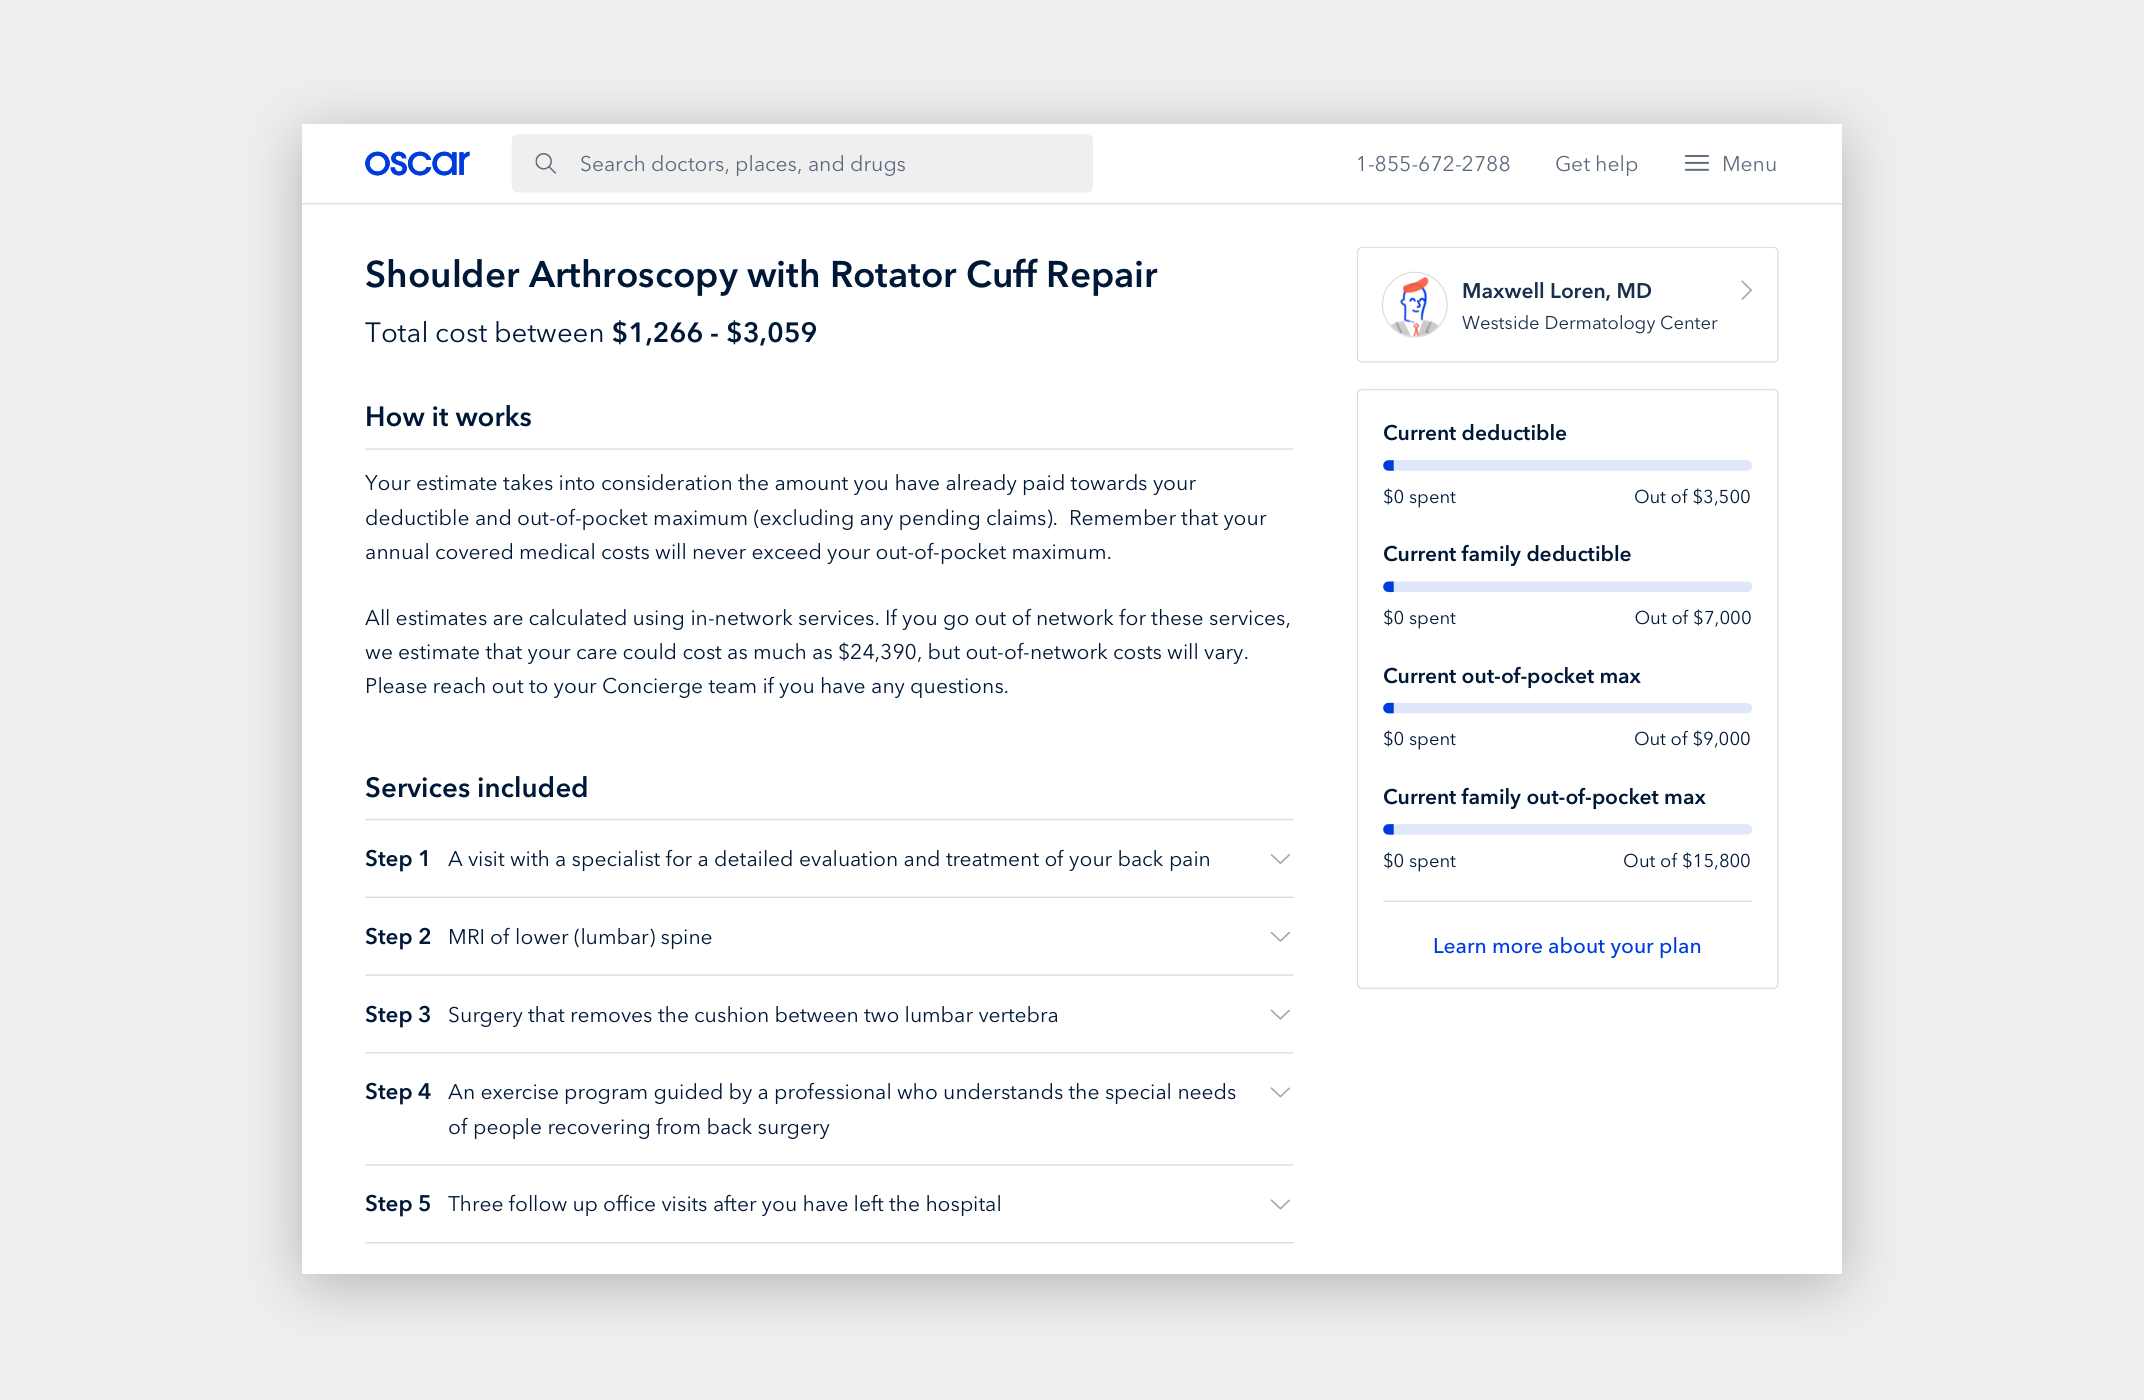 oscar
Search doctors, places, and drugs
1-855-672-2788
Get help
Menu
Shoulder Arthroscopy with Rotator Cuff Repair
Total cost between $1,266 - $3,059
How it works
Your estimate takes into consideration the amount you have already paid towards your
deductible and out-of-pocket maximum (excluding any pending claims).  Remember that your
annual covered medical costs will never exceed your out-of-pocket maximum.
All estimates are calculated using in-network services. If you go out of network for these services,
we estimate that your care could cost as much as $24,390, but out-of-network costs will vary.
Please reach out to your Concierge team if you have any questions.
Services included
Step 1 A visit with a specialist for a detailed evaluation and treatment of your back pain
Step 2 MRI of lower (lumbar) spine
Step 3 Surgery that removes the cushion between two lumbar vertebra
Step 4 An exercise program guided by a professional who understands the special needs
of people recovering from back surgery
Step 5 Three follow up office visits after you have left the hospital
Maxwell Loren, MD
Westside Dermatology Center
Current deductible
$0 spent Out of $3,500
Current family deductible
$0 spent Out of $7,000
Current out-of-pocket max
$0 spent Out of $9,000
Current family out-of-pocket max
$0 spent Out of $15,800
Learn more about your plan